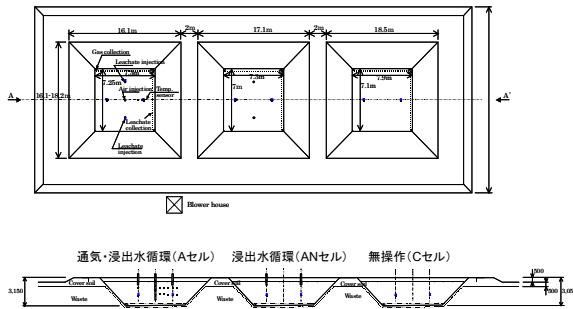 16.1m 2m 17.1m 2m 18.5m
Gas collection
Leachate injection
7.3m 7.9m
7.25m Air injection Temp.
sensor
7m 7.1m
A 16.1-18.2m A'
Leachate
collection
Leachate
injection
Blower house
通気・浸出水循環(Aセル) 浸出水循環(ANセル) 無操作(Cセル)
500
Cover soil Cover soil Cover soil
3,150 500 3,05
Waste Waste Waste